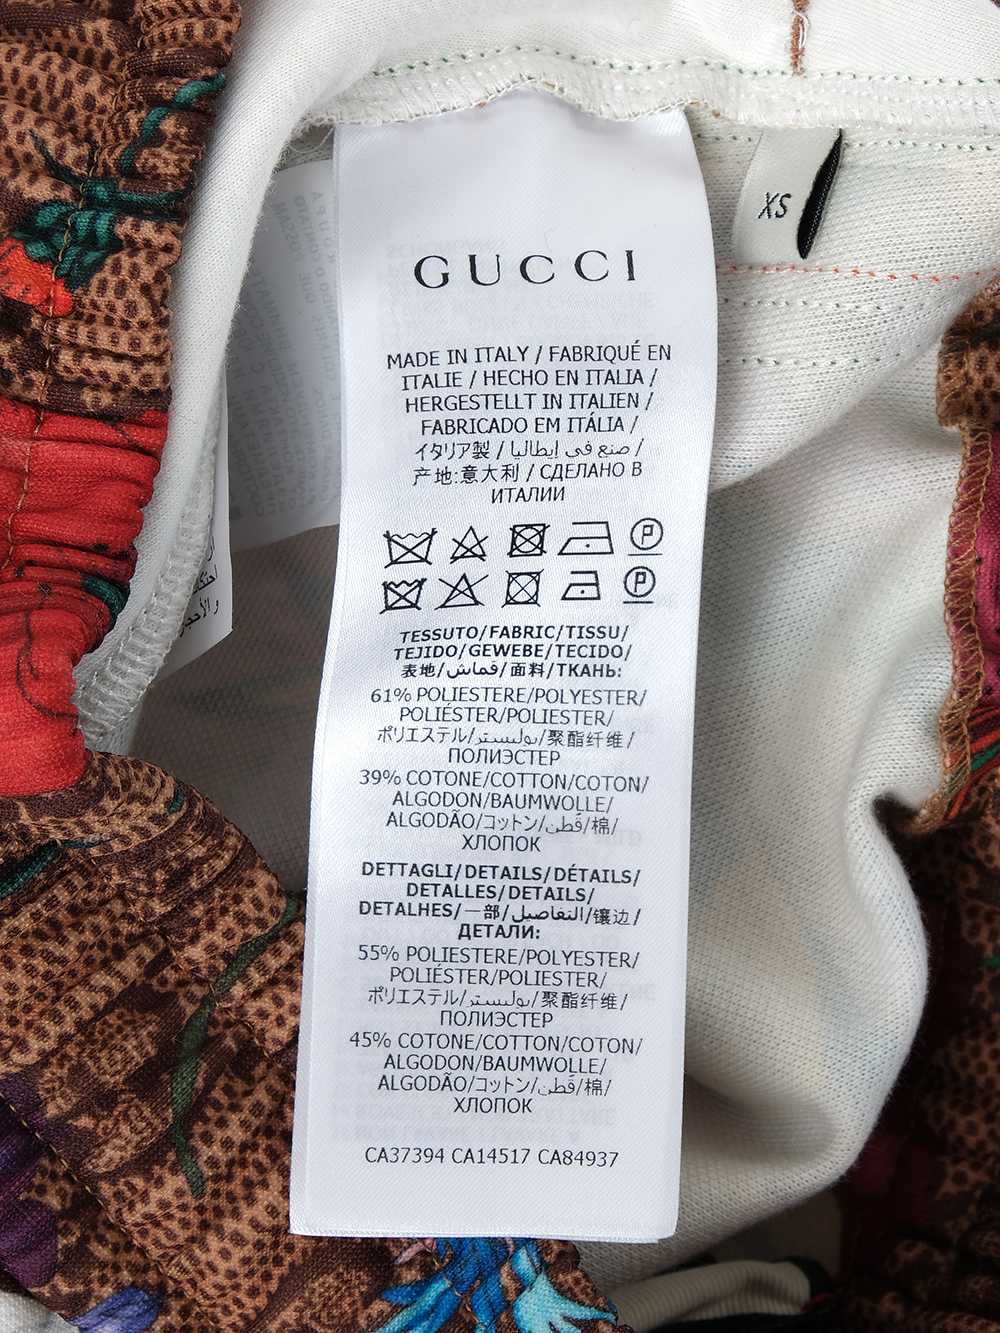 GUCCI
MADE IN ITALY / FABRIQUÉ EN
ITALIE / HECHO EN ITALIA /
HERGESTELLT IN ITALIEN /
FABRICADO EM ITÁLIA /
イタリア製 / صنع في إيطاليا /
产地:意大利 / СДЕЛАНО В
ИТАЛИИ
P
P
TESSUTO/FABRIC/TISSU/
TEJIDO/GEWEBE/TECIDO/
表地/قماش/面料/ТКАНЬ:
61% POLIESTERE/POLYESTER/
POLIÉSTER/POLIESTER/
ポリエステル/بوليستر/聚酯纤维/
ПОЛИЭСТЕР
39% COTONE/COTTON/COTON/
ALGODON/BAUMWOLLE/
ALGODÃO/コットン/قطن/棉/
ХЛОПОК
DETTAGLI/DETAILS/DÉTAILS/
DETALLES/DETAILS/
DETALHES/一部/التفاصيل/镶边/
ДЕТАЛИ:
55% POLIESTERE/POLYESTER/
POLIÉSTER/POLIESTER/
ポリエステル/بوليستر/聚酯纤维/
ПОЛИЭСТЕР
45% COTONE/COTTON/COTON/
ALGODON/BAUMWOLLE/
ALGODÃO/コットン/قطن/棉/
ХЛОПОК
CA37394 CA14517 CA84937
XS